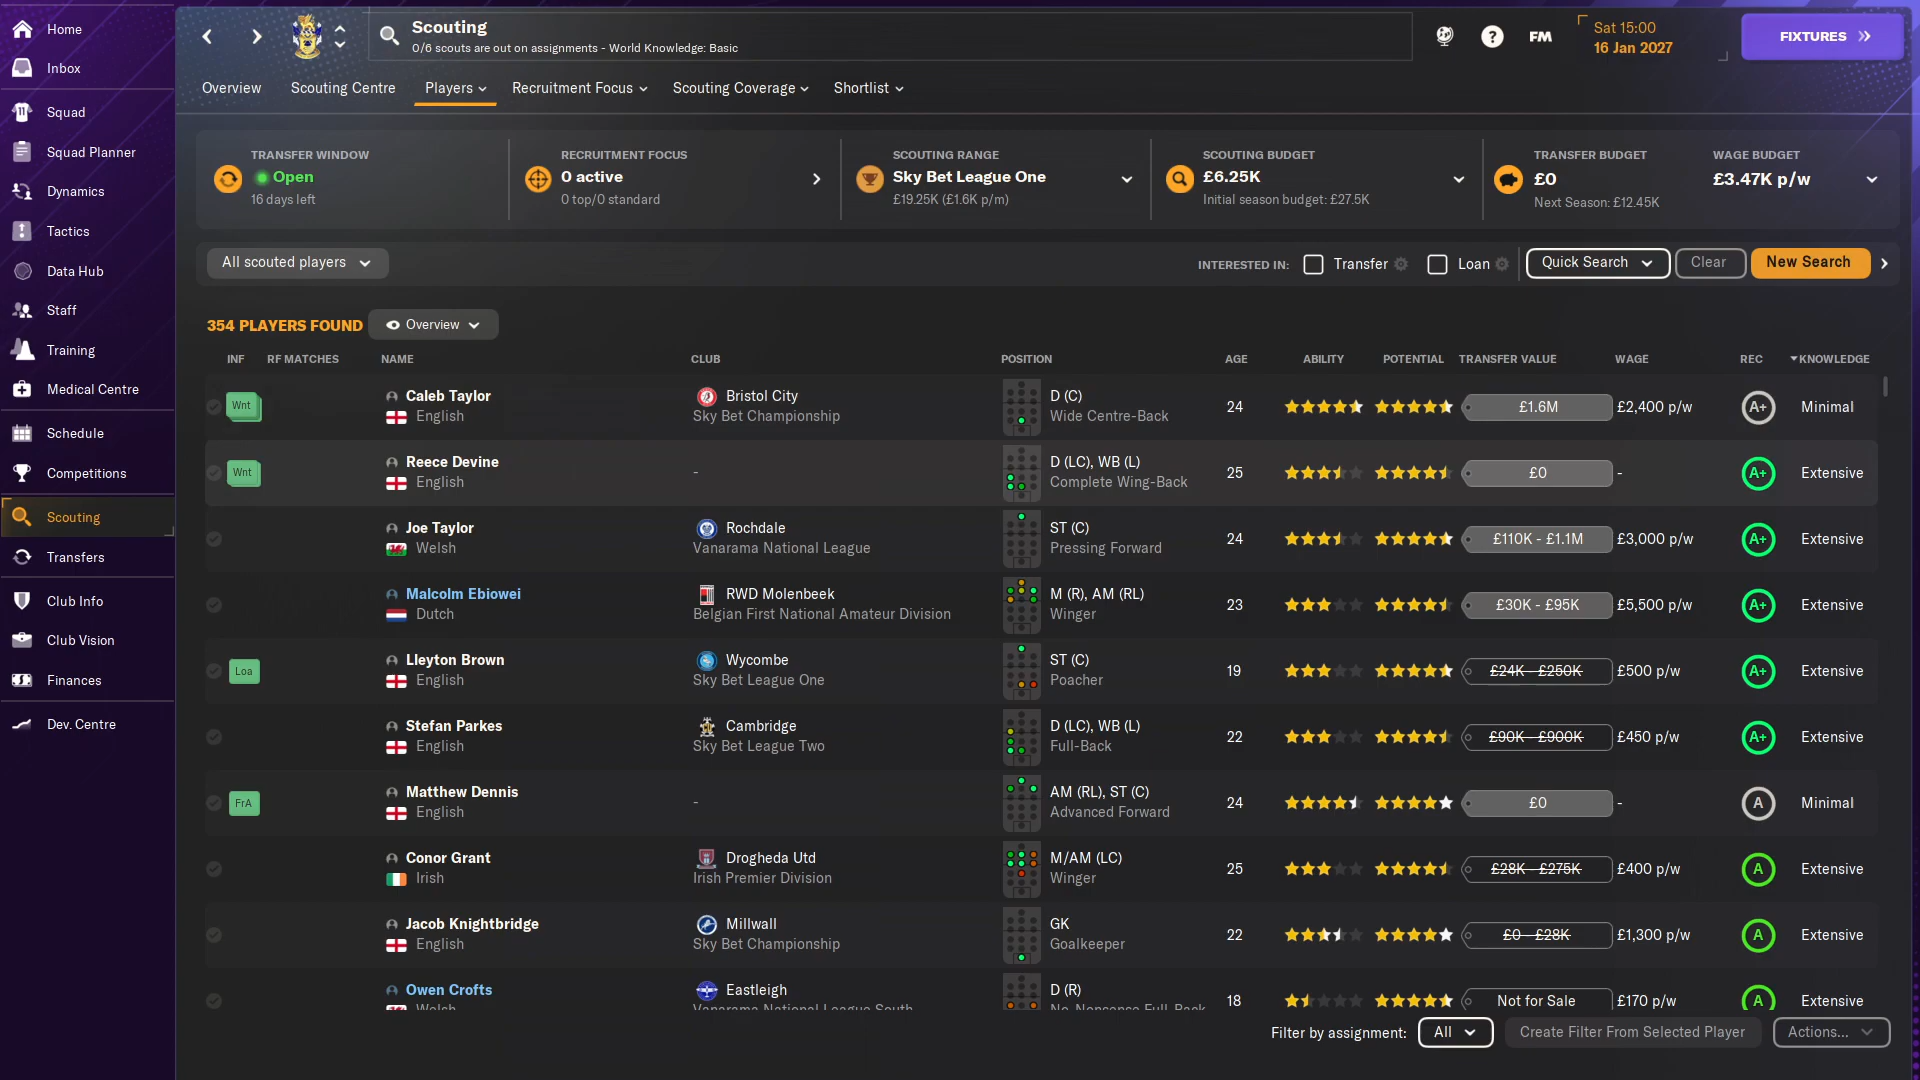 Home
Inbox
Squad
Squad Planner
Dynamics
Tactics
Data Hub
Staff
Training
Medical Centre
Schedule
Competitions
Scouting
Transfers
Club Info
Club Vision
Finances
Dev. Centre
Scouting
0/6 scouts are out on assignments - World Knowledge: Basic
FM
Sat 15:00
16 Jan 2027
FIXTURES
Overview Scouting Centre Players Recruitment Focus Scouting Coverage Shortlist
TRANSFER WINDOW
Open
16 days left
RECRUITMENT FOCUS
0 active
0 top/0 standard
SCOUTING RANGE
Sky Bet League One
£19.25K (£1.6K p/m)
SCOUTING BUDGET
£6.25K
Initial season budget: £27.5K
TRANSFER BUDGET
£0
Next Season: £12.45K
WAGE BUDGET
£3.47K p/w
All scouted players
INTERESTED IN: Transfer Loan Quick Search Clear New Search
354 PLAYERS FOUND Overview
INF RF MATCHES NAME CLUB POSITION AGE ABILITY POTENTIAL TRANSFER VALUE WAGE REC KNOWLEDGE
Wnt Caleb Taylor Bristol City D (C) 24 £1.6M £2,400 p/w A+ Minimal
English Sky Bet Championship Wide Centre-Back
Wnt Reece Devine - D (LC), WB (L) 25 £0 - A+ Extensive
English Complete Wing-Back
Joe Taylor Rochdale ST (C) 24 £110K - £1.1M £3,000 p/w A+ Extensive
Welsh Vanarama National League Pressing Forward
Malcolm Ebiowei RWD Molenbeek M (R), AM (RL) 23 £30K - £95K £5,500 p/w A+ Extensive
Dutch Belgian First National Amateur Division Winger
Loa Lleyton Brown Wycombe ST (C) 19 £24K - £250K £500 p/w A+ Extensive
English Sky Bet League One Poacher
Stefan Parkes Cambridge D (LC), WB (L) 22 £90K - £900K £450 p/w A+ Extensive
English Sky Bet League Two Full-Back
FrA Matthew Dennis - AM (RL), ST (C) 24 £0 - A Minimal
English Advanced Forward
Conor Grant Drogheda Utd M/AM (LC) 25 £28K - £275K £400 p/w A Extensive
Irish Irish Premier Division Winger
Jacob Knightbridge Millwall GK 22 £0 - £28K £1,300 p/w A Extensive
English Sky Bet Championship Goalkeeper
Owen Crofts Eastleigh D (R) 18 Not for Sale £170 p/w A Extensive
Welsh Vanarama National League South No-Nonsense Full-Back
Filter by assignment: All Create Filter From Selected Player Actions...